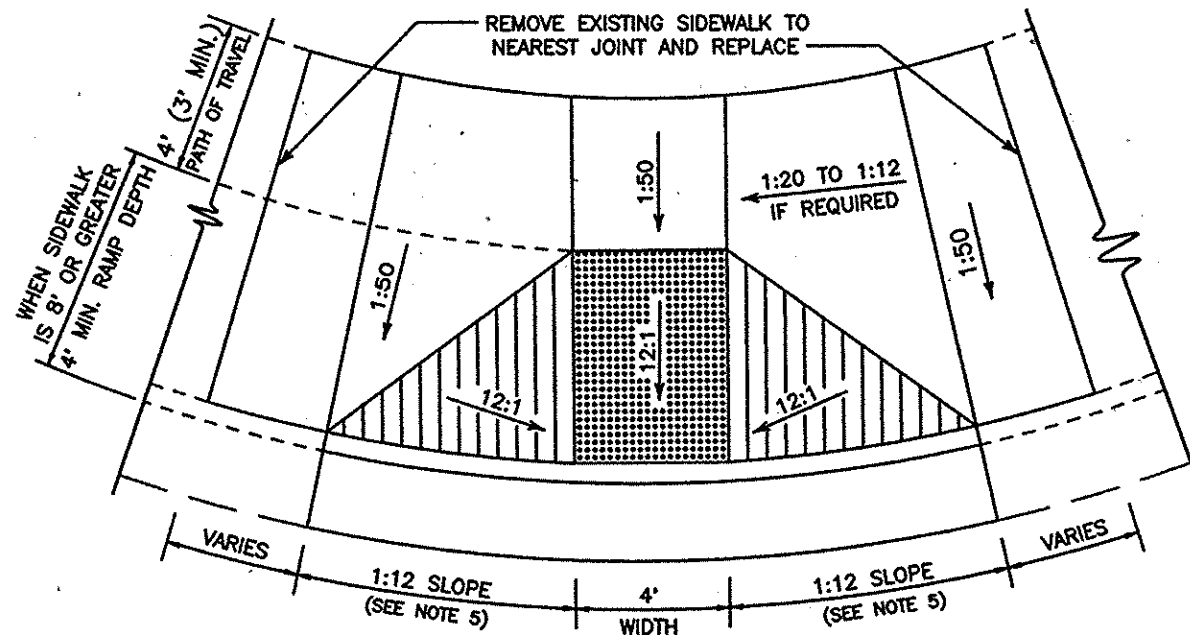 REMOVE EXISTING SIDEWALK TO
NEAREST JOINT AND REPLACE
4' (3' MIN.)
PATH OF TRAVEL
WHEN SIDEWALK
IS 8' OR GREATER
4' MIN. RAMP DEPTH
1:50
1:20 TO 1:12
IF REQUIRED
1:50
1:50
12:1
12:1
12:1
VARIES
1:12 SLOPE
(SEE NOTE 5)
4'
WIDTH
1:12 SLOPE
(SEE NOTE 5)
VARIES